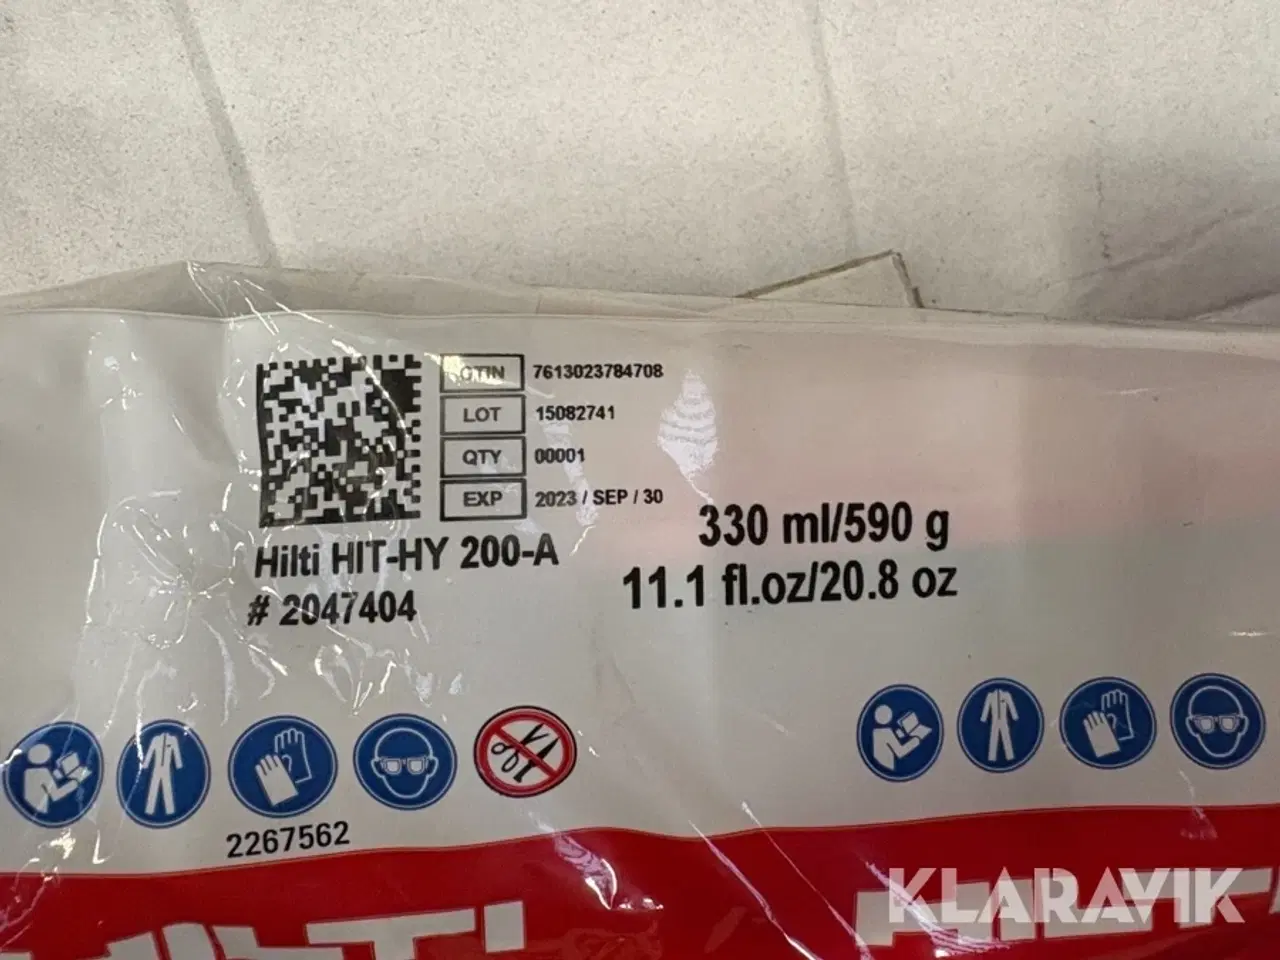 GTIN 7613023784708
LOT 15082741
QTY 00001
EXP 2023 / SEP / 30
Hilti HIT-HY 200-A
# 2047404
330 ml/590 g
11.1 fl.oz/20.8 oz
2267562
HILTI
KLARAVIK